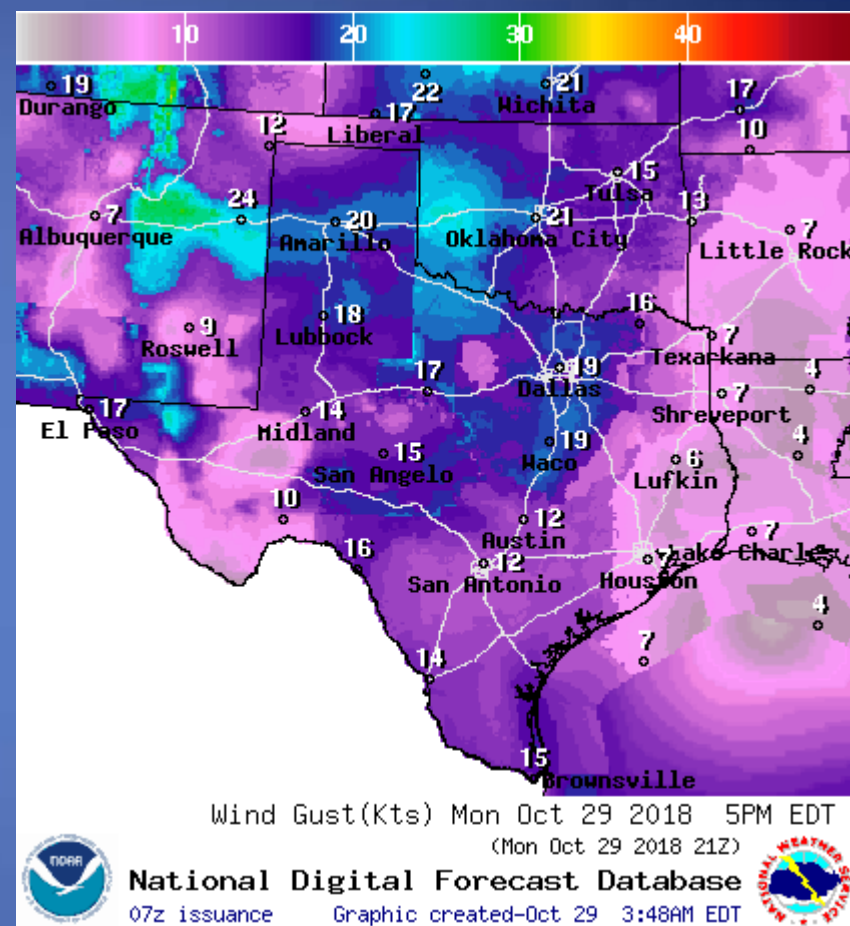 10 20 30 40
19 22 21 17
Durango Wichita
17
Liberal
12 10
15
Tulsa
7 24 20 21 13 7
Albuquerque Amarillo Oklahoma City Little Rock
9 18 16 7
Roswell Lubbock Texarkana
19
17 Dallas 7 4
17 14 Shreveport
El Paso Midland
15 19 6 4
San Angelo Waco Lufkin
10 12 7
Austin Lake Charles
16 12 7
San Antonio Houston
4
14 7
15
Brownsville
Wind Gust(Kts) Mon Oct 29 2018 5PM EDT
(Mon Oct 29 2018 21Z)
NOAA
National Digital Forecast Database
07z issuance Graphic created-Oct 29 3:48AM EDT
NATIONAL WEATHER SERVICE